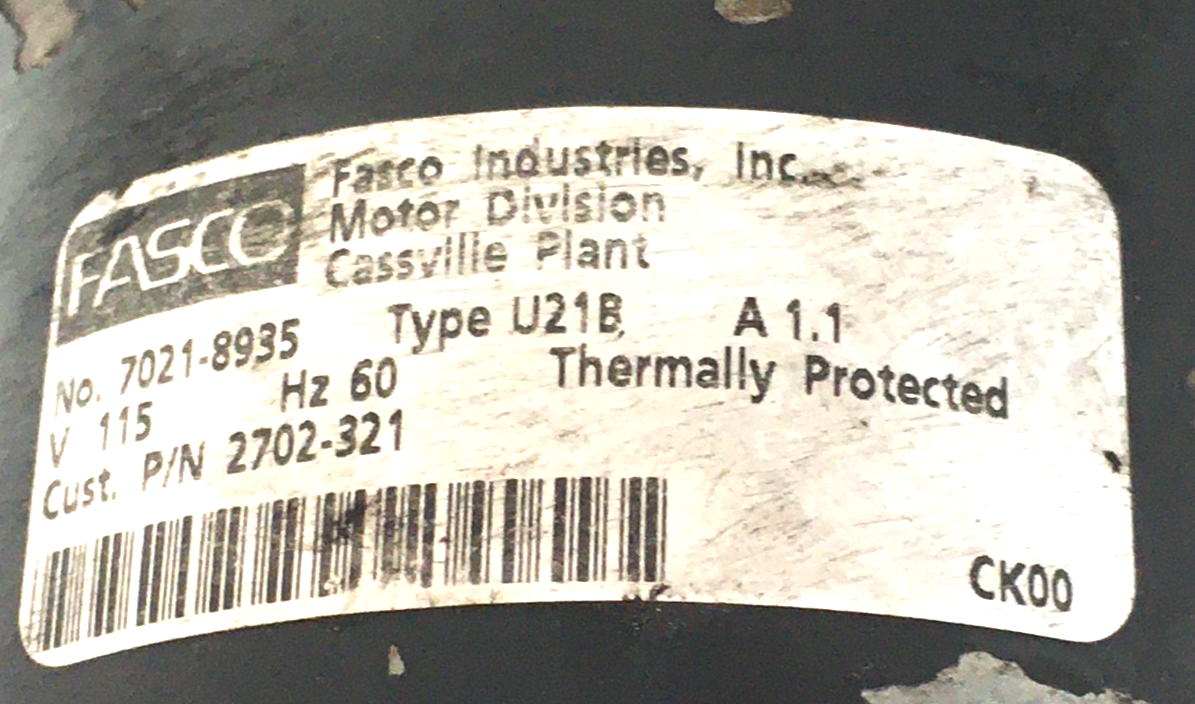 FASCO
Fasco Industries, Inc.
Motor Division
Cassville Plant
No. 7021-8935 Type U21B A 1.1
V 115 Hz 60 Thermally Protected
Cust. P/N 2702-321
CK00